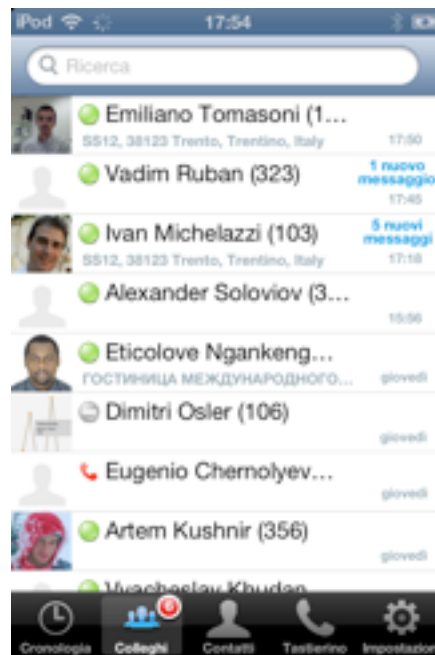 iPod 17:54
Ricerca
Emiliano Tomasoni (1...
SS12, 38123 Trento, Trentino, Italy 17:50
Vadim Ruban (323) 1 nuovo
messaggio
17:45
Ivan Michelazzi (103) 5 nuovi
messaggi
SS12, 38123 Trento, Trentino, Italy 17:18
Alexander Soloviov (3...
15:56
Eticolove Ngankeng...
ГОСТИНИЦА МЕЖДУНАРОДНОГО... giovedì
Dimitri Osler (106)
giovedì
Eugenio Chernolyev...
giovedì
Artem Kushnir (356)
giovedì
Vyacheslav Khudan
Cronologia Colleghi Contatti Tastierino Impostazioni